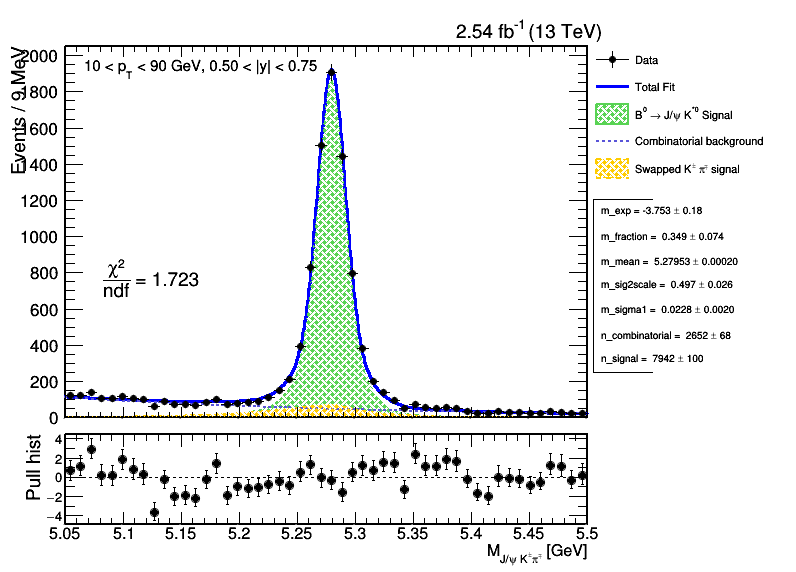 2.54 fb⁻¹ (13 TeV)
Events / 9 MeV
10 < p_T < 90 GeV, 0.50 < |y| < 0.75
χ²/ndf = 1.723
2000
1800
1600
1400
1200
1000
800
600
400
200
0
Data
Total Fit
B⁰ → J/ψ K*⁰ Signal
Combinatorial background
Swapped K± π∓ signal
m_exp = -3.753 ± 0.18
m_fraction = 0.349 ± 0.074
m_mean = 5.27953 ± 0.00020
m_sig2scale = 0.497 ± 0.026
m_sigma1 = 0.0228 ± 0.0020
n_combinatorial = 2652 ± 68
n_signal = 7942 ± 100
Pull hist
4
2
0
−2
−4
5.05 5.1 5.15 5.2 5.25 5.3 5.35 5.4 5.45 5.5
M_J/ψ K±π∓ [GeV]